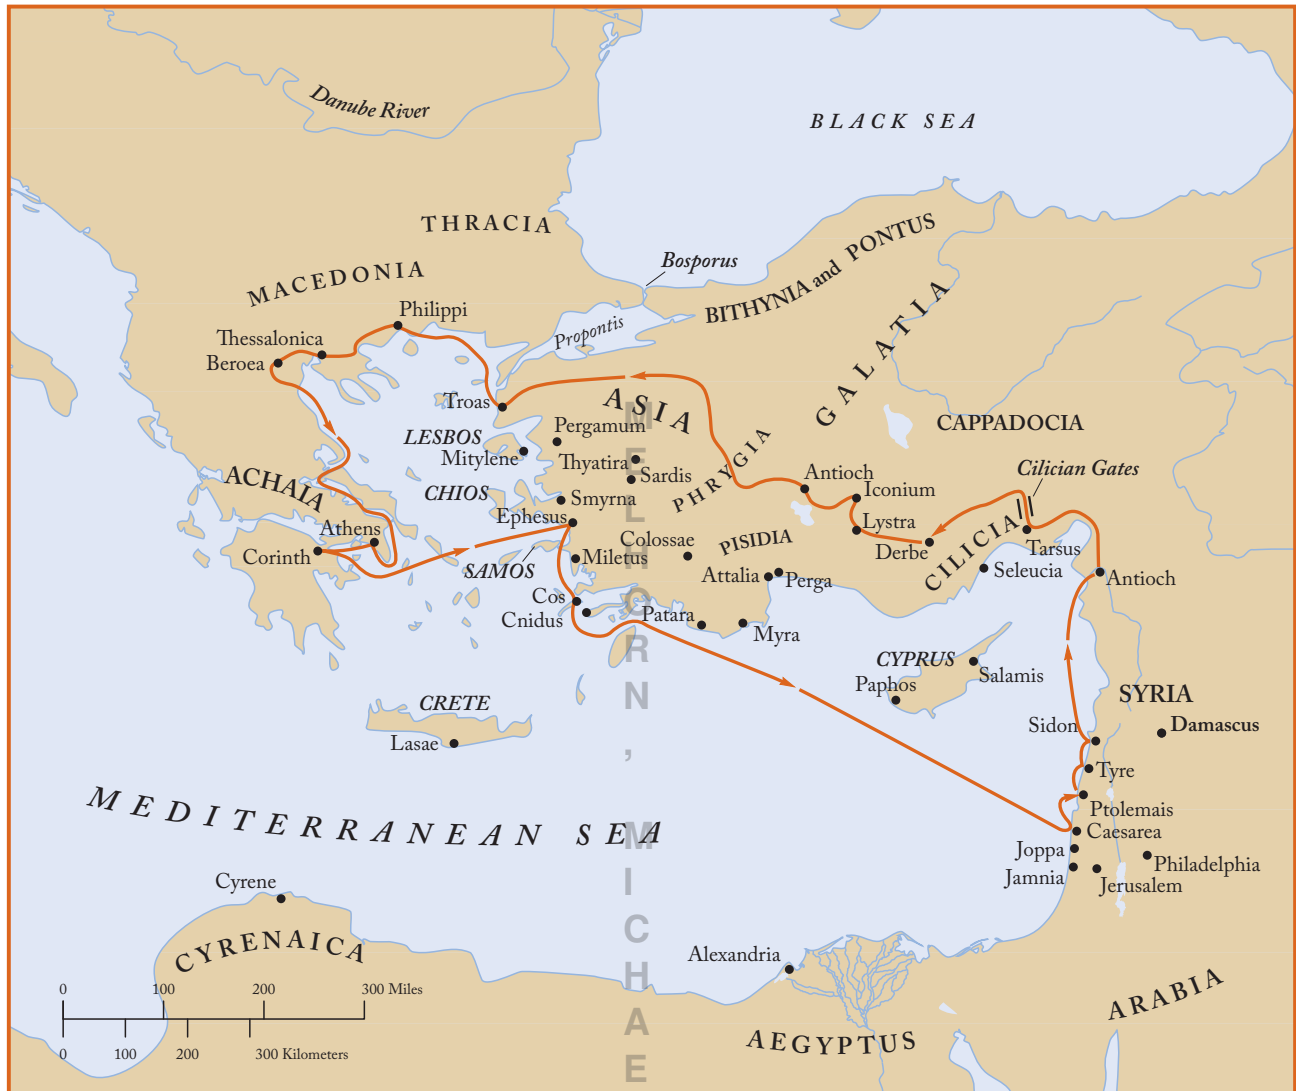 Danube River
BLACK SEA
THRACIA
MACEDONIA
Bosporus
BITHYNIA and PONTUS
Philippi
Propontis
Thessalonica
Beroea
GALATIA
Troas
ASIA
Pergamum
CAPPADOCIA
LESBOS
Mitylene
Thyatira
Sardis
PHRYGIA
Antioch
Iconium
Cilician Gates
ACHAIA
CHIOS
Smyrna
Ephesus
Athens
Corinth
Colossae
PISIDIA
Lystra
Derbe
CILICIA
Tarsus
SAMOS
Miletus
Attalia
Perga
Seleucia
Antioch
Cos
Cnidus
Patara
Myra
CYPRUS
Salamis
Paphos
SYRIA
CRETE
Lasae
Sidon
Damascus
Tyre
Ptolemais
Caesarea
MEDITERRANEAN SEA
Joppa
Jamnia
Jerusalem
Philadelphia
Cyrene
CYRENAICA
Alexandria
ARABIA
AEGYPTUS
0 100 200 300 Miles
0 100 200 300 Kilometers
MELHORN, MICHAE